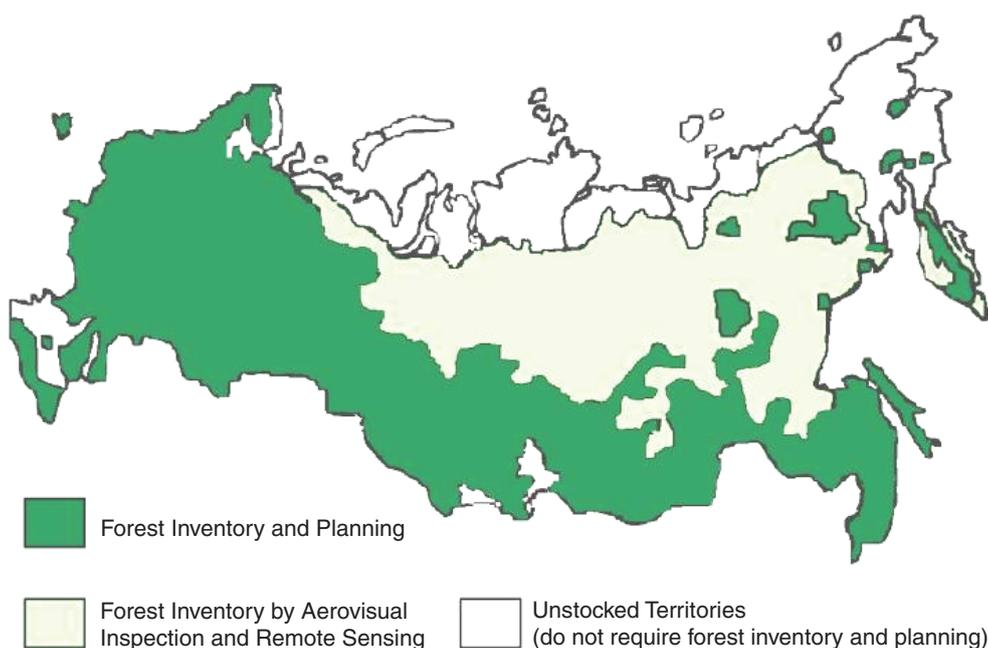 Forest Inventory and Planning
Forest Inventory by Aerovisual
Inspection and Remote Sensing
Unstocked Territories
(do not require forest inventory and planning)